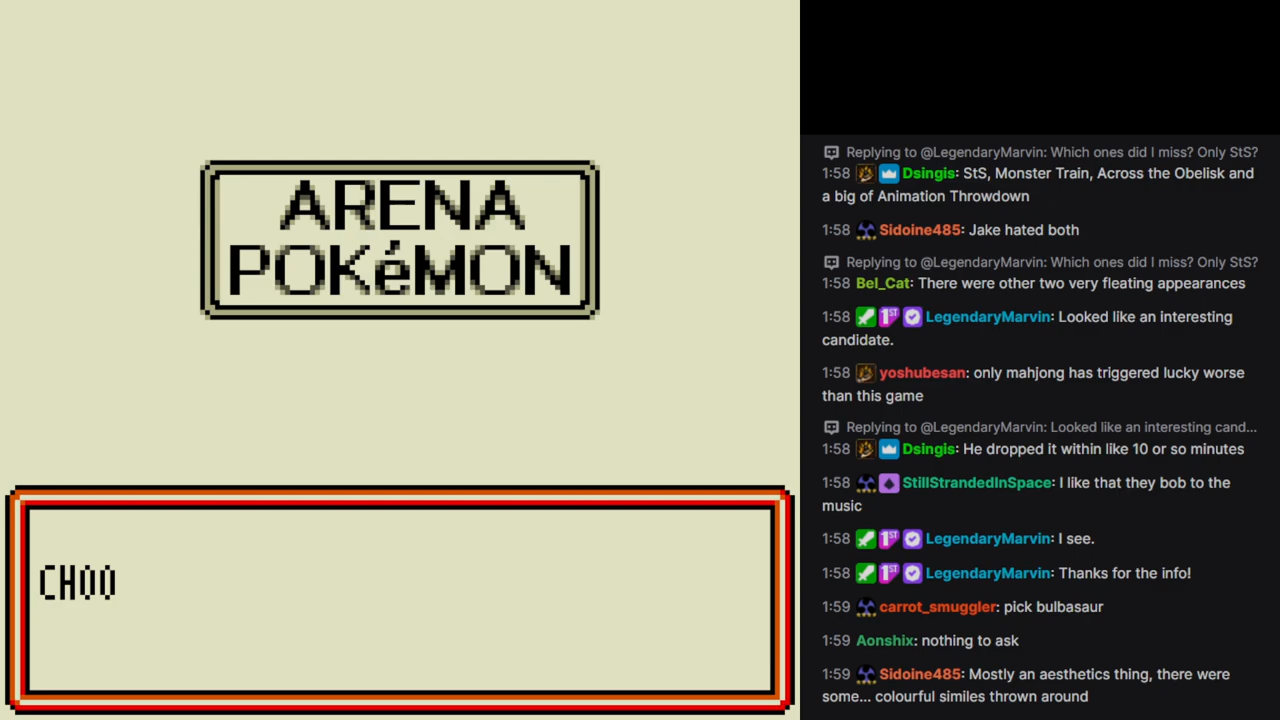 ARENA
POKéMON
CHOO
Replying to @LegendaryMarvin: Which ones did I miss? Only StS?
1:58 Dsingis: StS, Monster Train, Across the Obelisk and
a big of Animation Throwdown
1:58 Sidoine485: Jake hated both
Replying to @LegendaryMarvin: Which ones did I miss? Only StS?
1:58 Bel_Cat: There were other two very fleating appearances
1:58 1ST LegendaryMarvin: Looked like an interesting
candidate.
1:58 yoshubesan: only mahjong has triggered lucky worse
than this game
Replying to @LegendaryMarvin: Looked like an interesting cand...
1:58 Dsingis: He dropped it within like 10 or so minutes
1:58 StillStrandedInSpace: I like that they bob to the
music
1:58 1ST LegendaryMarvin: I see.
1:58 1ST LegendaryMarvin: Thanks for the info!
1:59 carrot_smuggler: pick bulbasaur
1:59 Aonshix: nothing to ask
1:59 Sidoine485: Mostly an aesthetics thing, there were
some... colourful similes thrown around